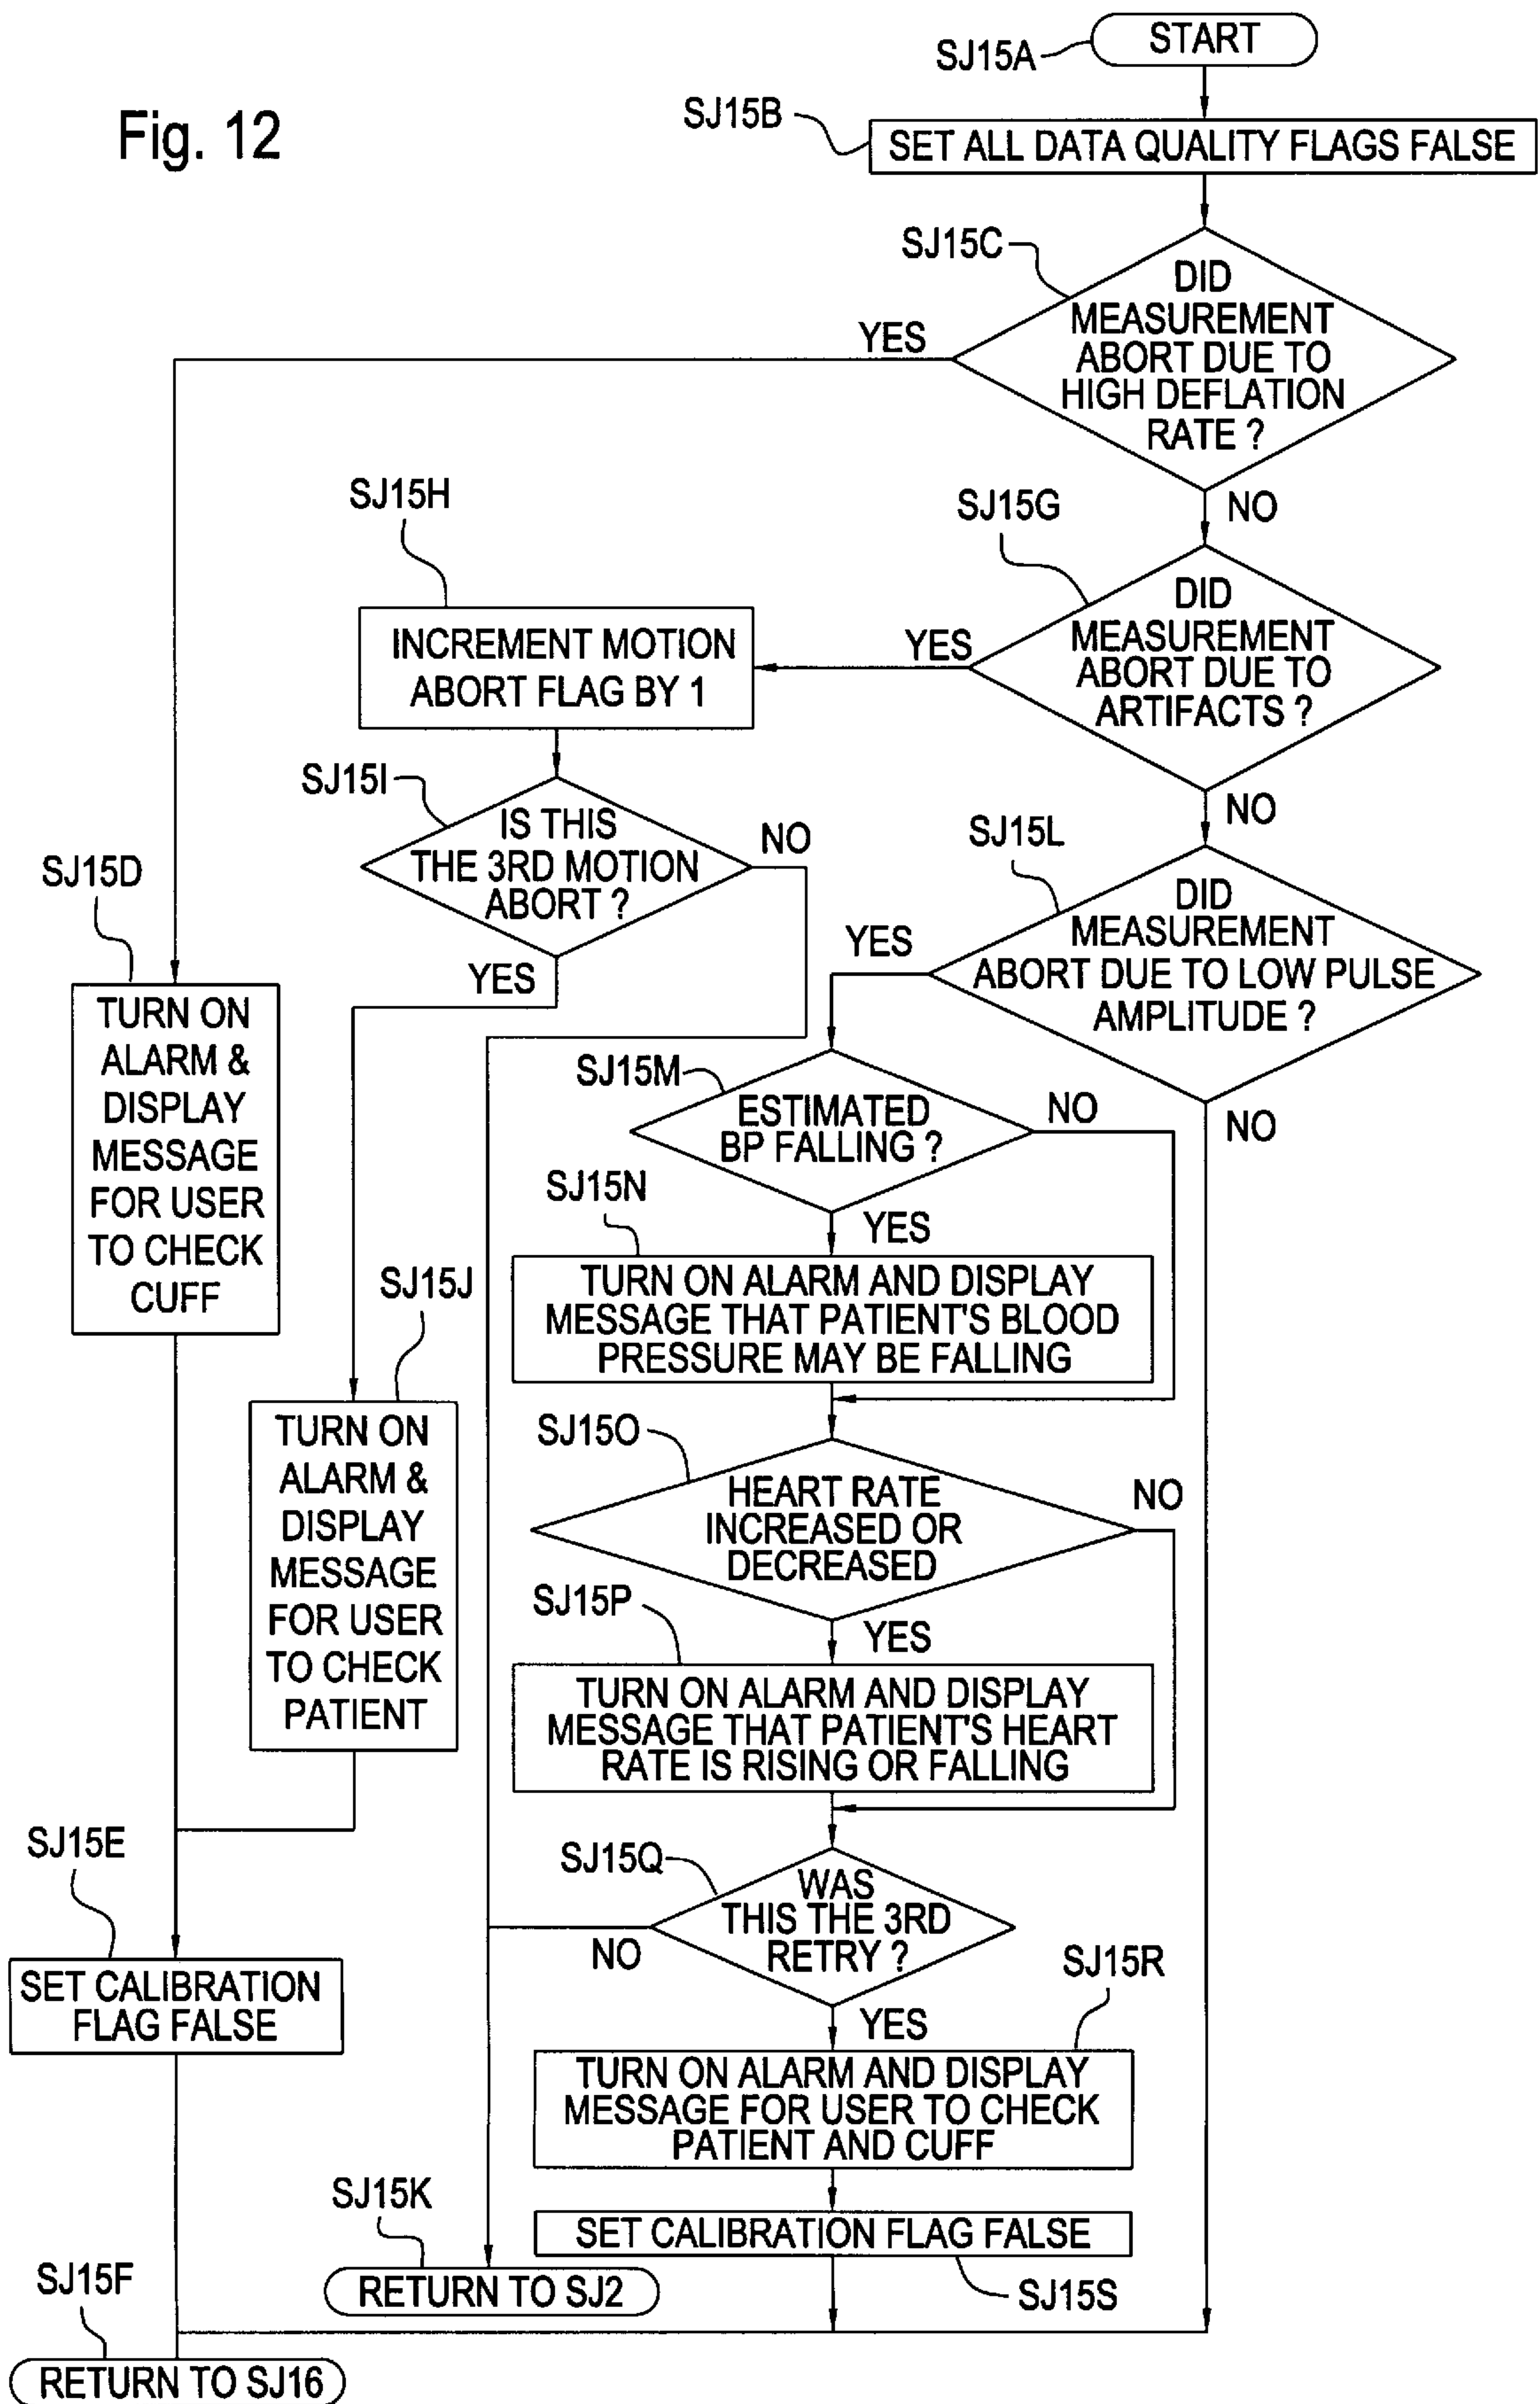 Fig. 12
SJ15A
START
SJ15B
SET ALL DATA QUALITY FLAGS FALSE
SJ15C
DID
MEASUREMENT
ABORT DUE TO
HIGH DEFLATION
RATE ?
YES
NO
SJ15G
DID
MEASUREMENT
ABORT DUE TO
ARTIFACTS ?
YES
NO
SJ15H
INCREMENT MOTION
ABORT FLAG BY 1
SJ15I
IS THIS
THE 3RD MOTION
ABORT ?
NO
YES
SJ15L
DID
MEASUREMENT
ABORT DUE TO LOW PULSE
AMPLITUDE ?
YES
NO
SJ15D
TURN ON
ALARM &
DISPLAY
MESSAGE
FOR USER
TO CHECK
CUFF
SJ15M
ESTIMATED
BP FALLING ?
NO
YES
SJ15N
TURN ON ALARM AND DISPLAY
MESSAGE THAT PATIENT'S BLOOD
PRESSURE MAY BE FALLING
SJ15J
TURN ON
ALARM &
DISPLAY
MESSAGE
FOR USER
TO CHECK
PATIENT
SJ15O
HEART RATE
INCREASED OR
DECREASED
NO
YES
SJ15P
TURN ON ALARM AND DISPLAY
MESSAGE THAT PATIENT'S HEART
RATE IS RISING OR FALLING
SJ15E
SET CALIBRATION
FLAG FALSE
SJ15Q
WAS
THIS THE 3RD
RETRY ?
NO
YES
SJ15R
TURN ON ALARM AND DISPLAY
MESSAGE FOR USER TO CHECK
PATIENT AND CUFF
SJ15K
RETURN TO SJ2
SET CALIBRATION FLAG FALSE
SJ15S
SJ15F
RETURN TO SJ16